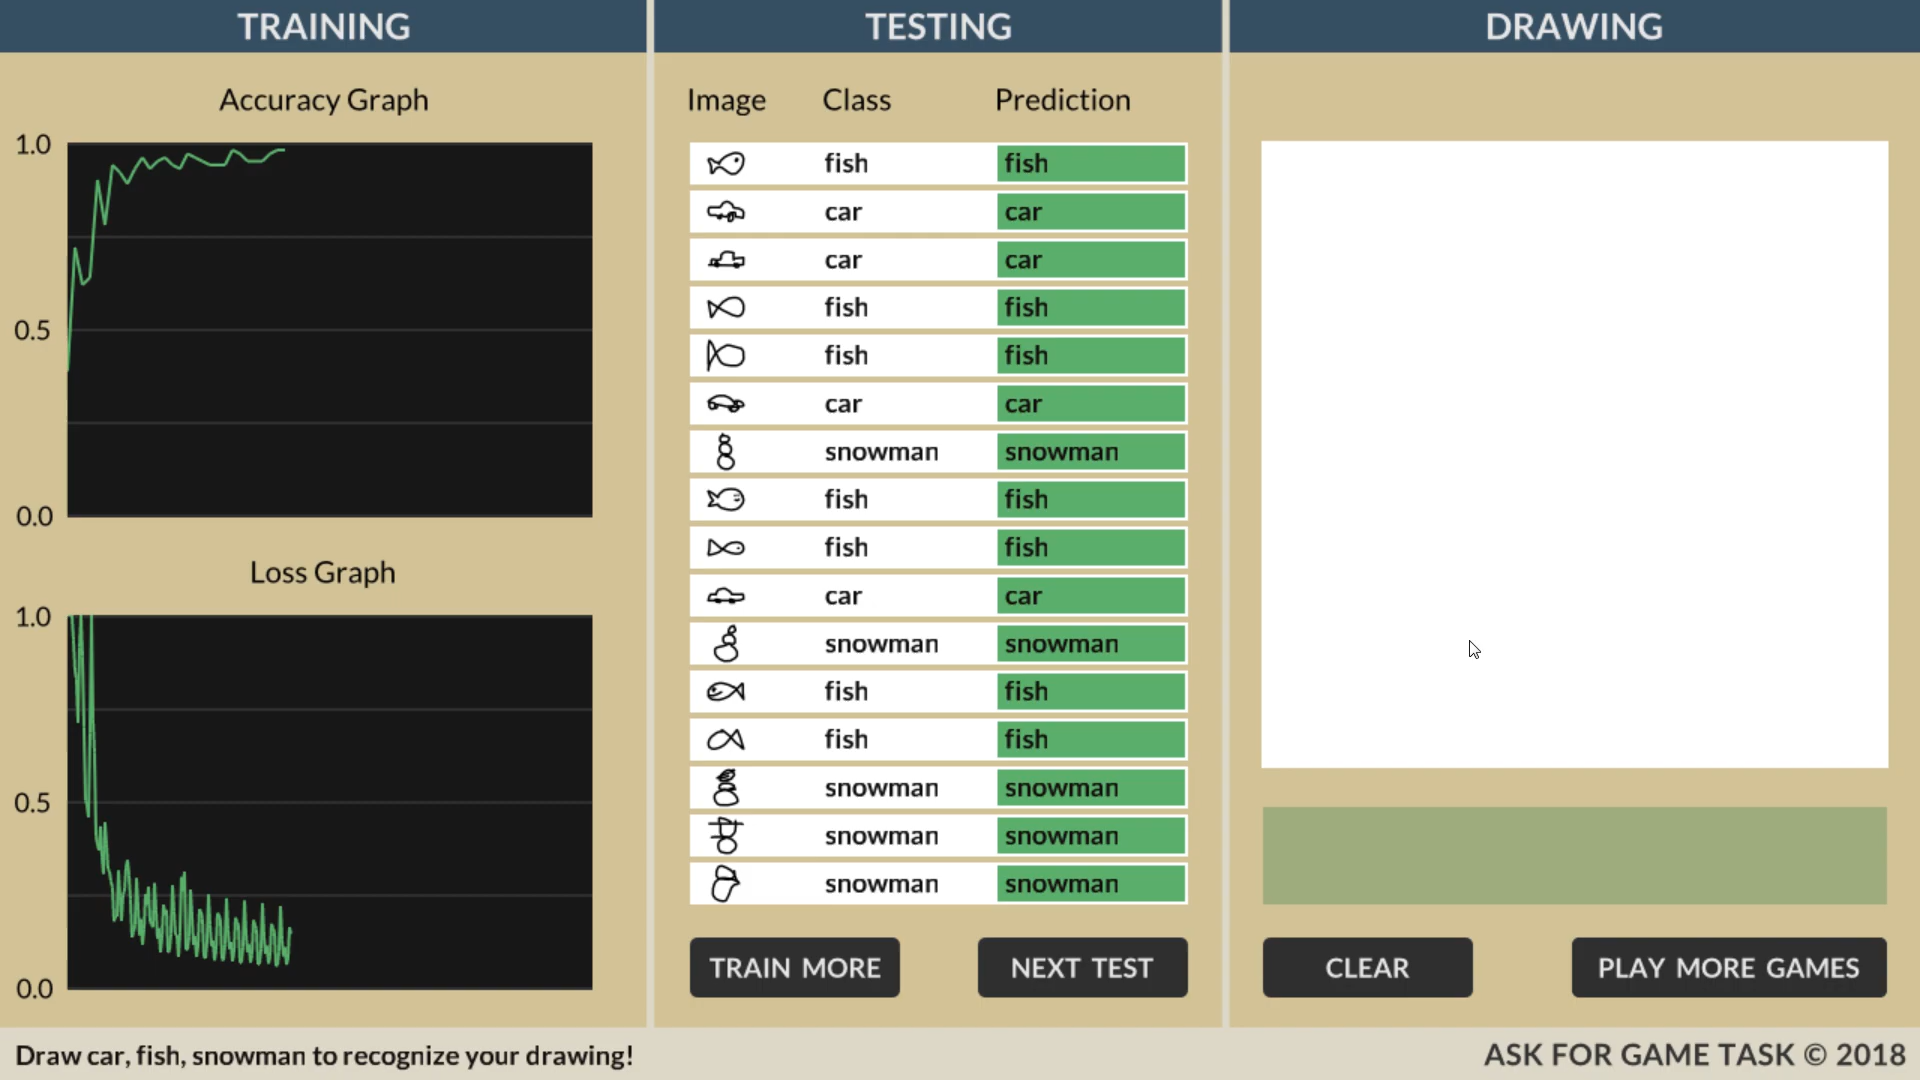 TRAINING
Accuracy Graph
1.0
0.5
0.0
Loss Graph
1.0
0.5
0.0
TESTING
Image Class Prediction
fish fish
car car
car car
fish fish
fish fish
car car
snowman snowman
fish fish
fish fish
car car
snowman snowman
fish fish
fish fish
snowman snowman
snowman snowman
snowman snowman
TRAIN MORE NEXT TEST
DRAWING
CLEAR PLAY MORE GAMES
Draw car, fish, snowman to recognize your drawing!
ASK FOR GAME TASK © 2018